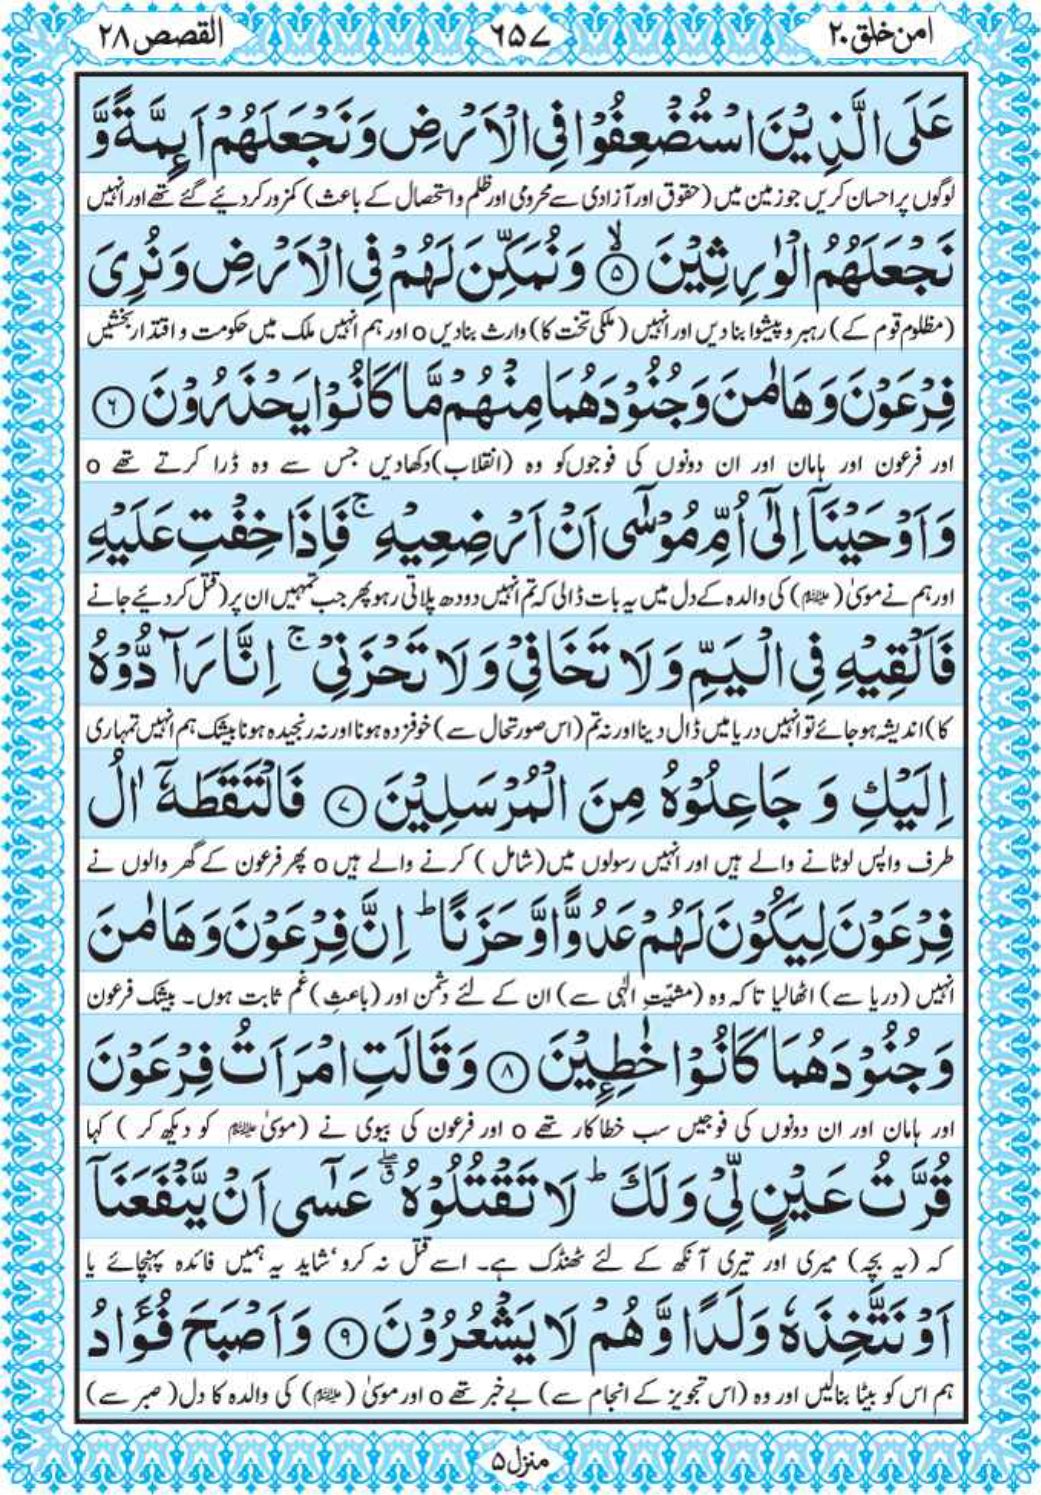 امن خلق ۲۰
٦۵۷
القصص ۲۸
عَلَى الَّذِيْنَ اسْتُضْعِفُوْا فِى الْاَرْضِ وَ نَجْعَلَهُمْ اَىِٕمَّةً وَّ
لوگوں پر احسان کریں جو زمین میں (حقوق اور آزادی سے محرومی اور ظلم و استحصال کے باعث) کمزور کر دیئے گئے تھے اور انہیں
نَجْعَلَهُمُ الْوٰرِثِيْنَ ۙ‏﴿۵﴾ وَ نُمَكِّنَ لَهُمْ فِى الْاَرْضِ وَ نُرِىَ
(مظلوم قوم کے) رہبر و پیشوا بنا دیں اور انہیں (ملکی تخت کا) وارث بنا دیں o اور ہم انہیں ملک میں حکومت و اقتدار بخشیں
فِرْعَوْنَ وَ هَامٰنَ وَ جُنُوْدَهُمَا مِنْهُمْ مَّا كَانُوْا يَحْذَرُوْنَ ﴿۶﴾
اور فرعون اور ہامان اور ان دونوں کی فوجوں کو وہ (انقلاب) دکھا دیں جس سے وہ ڈرا کرتے تھے o
وَ اَوْحَيْنَاۤ اِلٰٓى اُمِّ مُوْسٰٓى اَنْ اَرْضِعِيْهِ ۚ فَاِذَا خِفْتِ عَلَيْهِ
اور ہم نے موسٰی (علیہ السلام) کی والدہ کے دل میں یہ بات ڈالی کہ تم انہیں دودھ پلاتی رہو پھر جب تمہیں ان پر (قتل کر دیئے جانے
فَاَلْقِيْهِ فِى الْيَمِّ وَ لَا تَخَافِىْ وَ لَا تَحْزَنِىْ ۚ اِنَّا رَآدُّوْهُ
کا) اندیشہ ہو جائے تو انہیں دریا میں ڈال دینا اور نہ تم (اس صورتحال سے) خوفزدہ ہونا اور نہ رنجیدہ ہونا بیشک ہم انہیں تمہاری
اِلَيْكِ وَ جَاعِلُوْهُ مِنَ الْمُرْسَلِيْنَ ﴿۷﴾ فَالْتَقَطَهٗۤ اٰلُ
طرف واپس لوٹانے والے ہیں اور انہیں رسولوں میں (شامل) کرنے والے ہیں o پھر فرعون کے گھر والوں نے
فِرْعَوْنَ لِيَكُوْنَ لَهُمْ عَدُوًّا وَّ حَزَنًا ؕ اِنَّ فِرْعَوْنَ وَ هَامٰنَ
انہیں (دریا سے) اٹھا لیا تاکہ وہ (مشیّتِ الٰہی سے) ان کے لئے دشمن اور (باعثِ) غم ثابت ہوں۔ بیشک فرعون
وَ جُنُوْدَهُمَا كَانُوْا خٰطِـِٕيْنَ ﴿۸﴾ وَ قَالَتِ امْرَاَتُ فِرْعَوْنَ
اور ہامان اور ان دونوں کی فوجیں سب خطا کار تھے o اور فرعون کی بیوی نے (موسٰی علیہ السلام کو دیکھ کر) کہا
قُرَّتُ عَيْنٍ لِّىْ وَ لَكَ ؕ لَا تَقْتُلُوْهُ ۖۗ عَسٰٓى اَنْ يَّنْفَعَنَاۤ
کہ (یہ بچہ) میری اور تیری آنکھ کے لئے ٹھنڈک ہے۔ اسے قتل نہ کرو‘ شاید یہ ہمیں فائدہ پہنچائے یا
اَوْ نَتَّخِذَهٗ وَلَدًا وَّ هُمْ لَا يَشْعُرُوْنَ ﴿۹﴾ وَ اَصْبَحَ فُؤَادُ
ہم اس کو بیٹا بنا لیں اور وہ (اس تجویز کے انجام سے) بے خبر تھے o اور موسٰی (علیہ السلام) کی والدہ کا دل (صبر سے)
منزل ۵